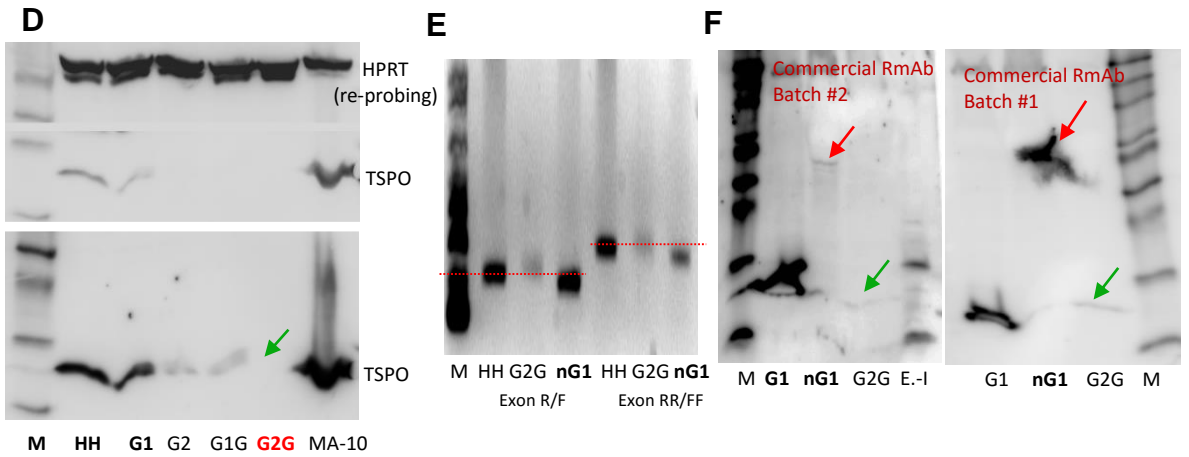 D
HPRT
(re-probing)
TSPO
TSPO
M HH G1 G2 G1G G2G MA-10
E
M HH G2G nG1 HH G2G nG1
Exon R/F Exon RR/FF
F
Commercial RmAb
Batch #2
M G1 nG1 G2G E.-I
Commercial RmAb
Batch #1
G1 nG1 G2G M